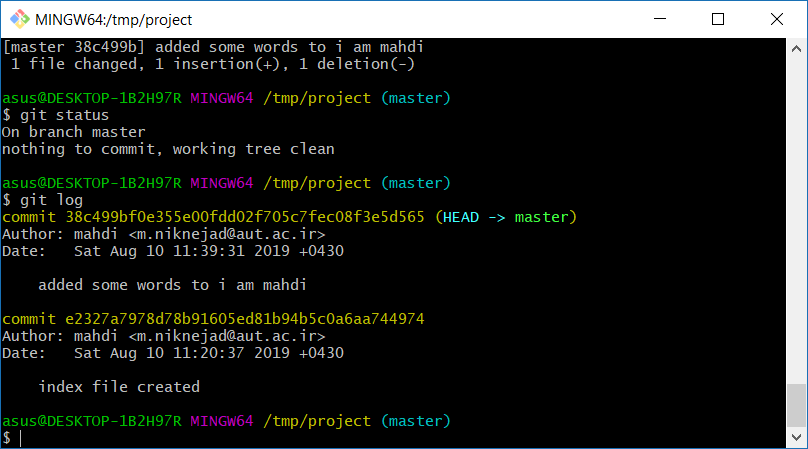 MINGW64:/tmp/project
[master 38c499b] added some words to i am mahdi
 1 file changed, 1 insertion(+), 1 deletion(-)
asus@DESKTOP-1B2H97R MINGW64 /tmp/project (master)
$ git status
On branch master
nothing to commit, working tree clean
asus@DESKTOP-1B2H97R MINGW64 /tmp/project (master)
$ git log
commit 38c499bf0e355e00fdd02f705c7fec08f3e5d565 (HEAD -> master)
Author: mahdi <m.niknejad@aut.ac.ir>
Date:   Sat Aug 10 11:39:31 2019 +0430
    added some words to i am mahdi
commit e2327a7978d78b91605ed81b94b5c0a6aa744974
Author: mahdi <m.niknejad@aut.ac.ir>
Date:   Sat Aug 10 11:20:37 2019 +0430
    index file created
asus@DESKTOP-1B2H97R MINGW64 /tmp/project (master)
$